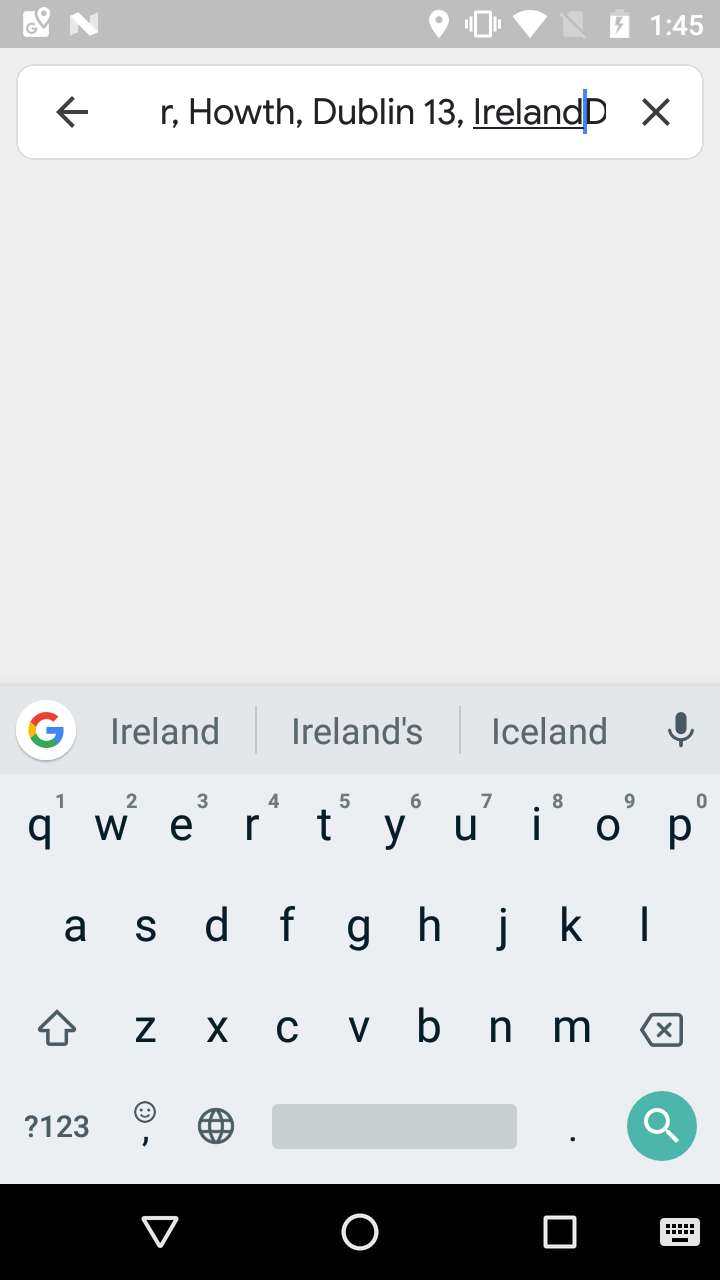 1:45
r, Howth, Dublin 13, IrelandD
Ireland Ireland's Iceland
1 2 3 4 5 6 7 8 9 0
q w e r t y u i o p
a s d f g h j k l
z x c v b n m
?123 , .